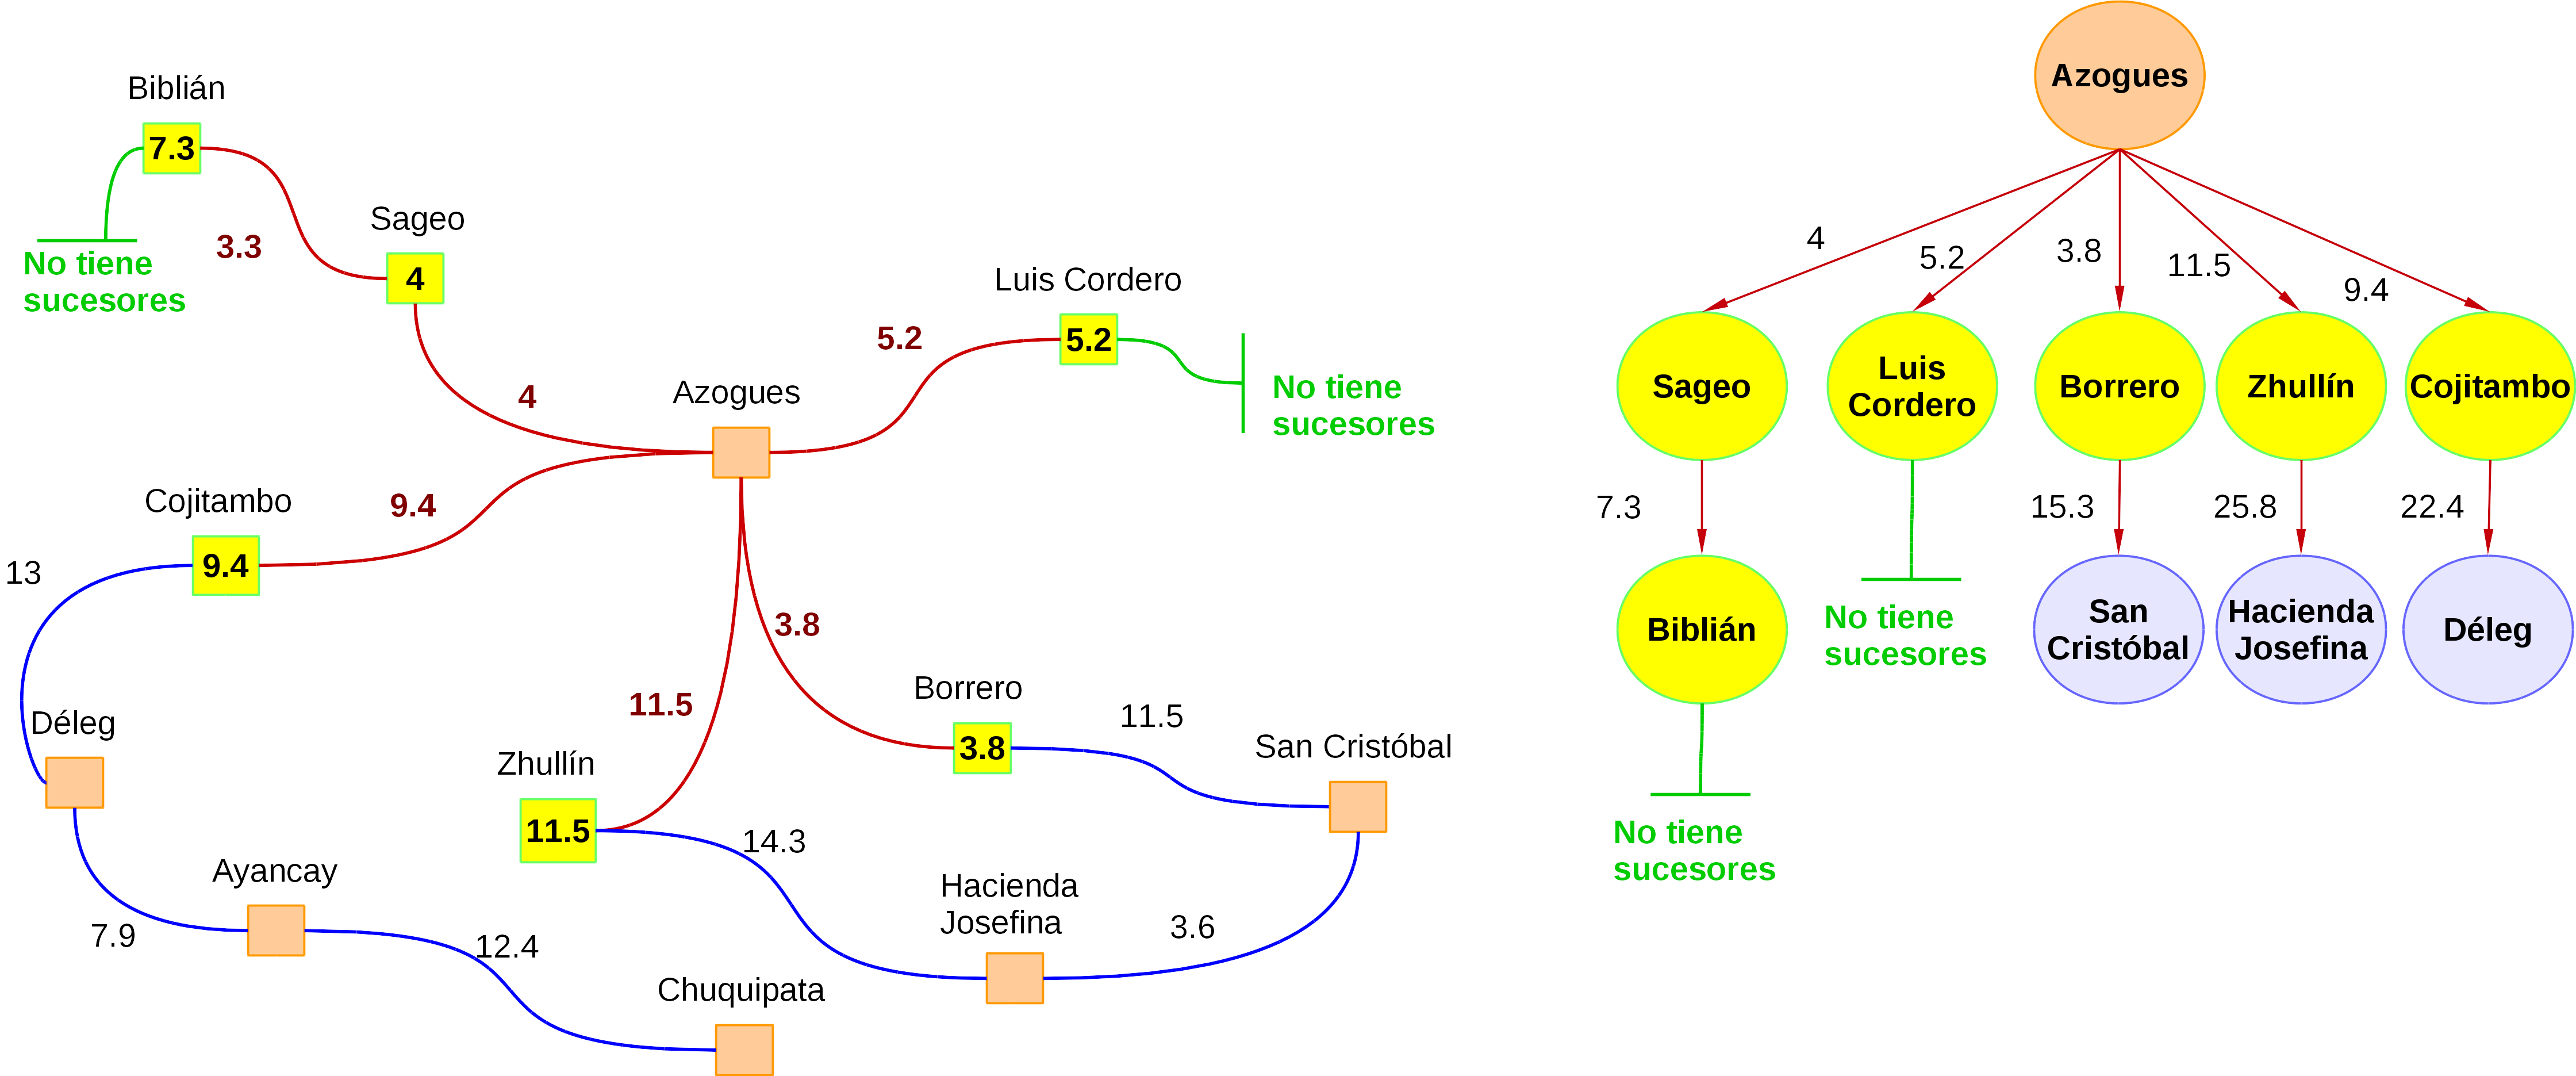 Biblián
7.3
3.3
No tiene
sucesores
Sageo
4
4
Luis Cordero
5.2
5.2
No tiene
sucesores
Azogues
Cojitambo
9.4
9.4
13
3.8
11.5
Borrero
3.8
11.5
San Cristóbal
Déleg
Zhullín
11.5
14.3
Ayancay
Hacienda
Josefina
3.6
7.9
12.4
Chuquipata
Azogues
4
5.2
3.8
11.5
9.4
Sageo
Luis
Cordero
Borrero
Zhullín
Cojitambo
7.3
15.3
25.8
22.4
Biblián
No tiene
sucesores
San
Cristóbal
Hacienda
Josefina
Déleg
No tiene
sucesores